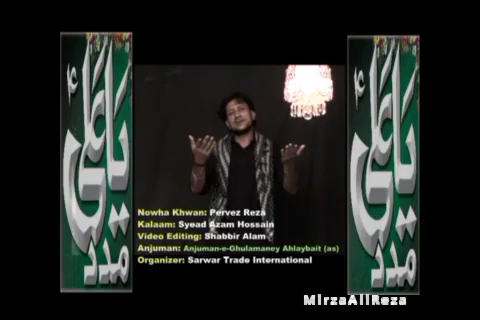 یا علیؑ مدد
یا علیؑ مدد
Nowha Khwan: Pervez Reza
Kalaam: Syead Azam Hossain
Video Editing: Shabbir Alam
Anjuman: Anjuman-e-Ghulamaney Ahlaybait (as)
Organizer: Sarwar Trade International
MIrzaAlIReza